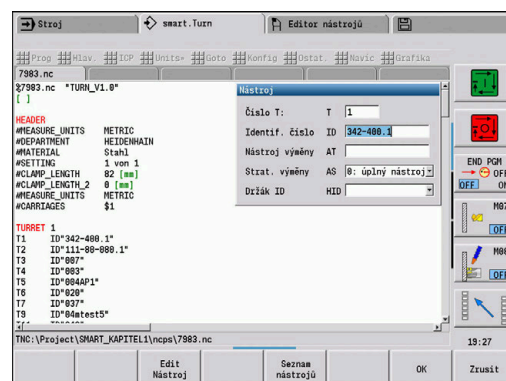 Stroj
smart.Turn
Editor nástrojů
Prog Hlav. ICP Units» Goto Konfig Ostat. Navíc Grafika
7983.nc
%7983.nc "TURN_V1.0"
[ ]
HEADER
#MEASURE_UNITS METRIC
#DEPARTMENT HEIDENHAIN
#MATERIAL Stahl
#SETTING 1 von 1
#CLAMP_LENGTH 82 [mm]
#CLAMP_LENGTH_2 0 [mm]
#MEASURE_UNITS METRIC
#CARRIAGES $1
TURRET 1
T1 ID"342-400.1"
T2 ID"111-80-080.1"
T3 ID"007"
T4 ID"003"
T5 ID"004AP1"
T6 ID"020"
T7 ID"037"
T9 ID"04mtest5"
Nástroj
Číslo T: T 1
Identif. číslo ID 342-400.1
Nástroj výměny AT
Strat. výměny AS 0: úplný nástroj
Držák ID HID
END PGM
OFF
OFF ON
M07
OFF
OFF
TNC:\Project\SMART_KAPITEL1\ncps\7983.nc
19:27
Edit
Nástroj
Seznam
nástrojů
OK
Zrusit